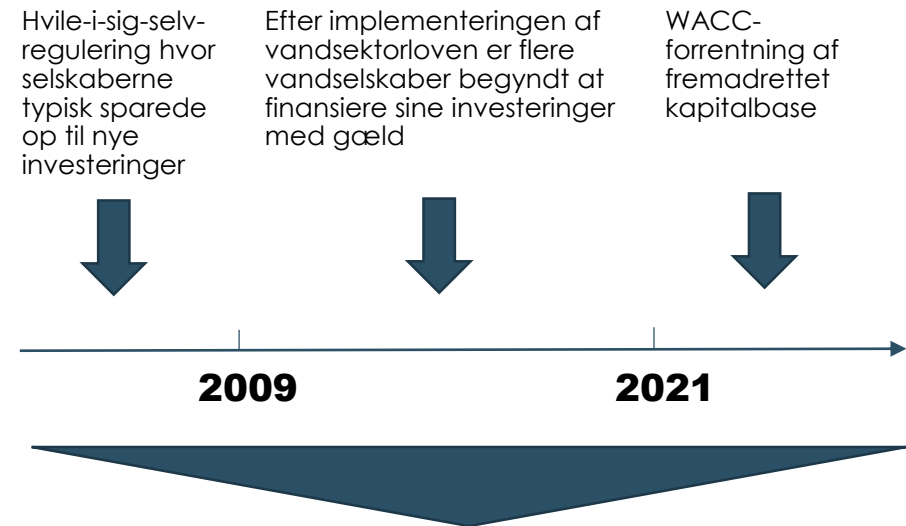 Hvile-i-sig-selv-
regulering hvor
selskaberne
typisk sparede
op til nye
investeringer
Efter implementeringen af
vandsektorloven er flere
vandselskaber begyndt at
finansiere sine investeringer
med gæld
WACC-
forrentning af
fremadrettet
kapitalbase
2009
2021